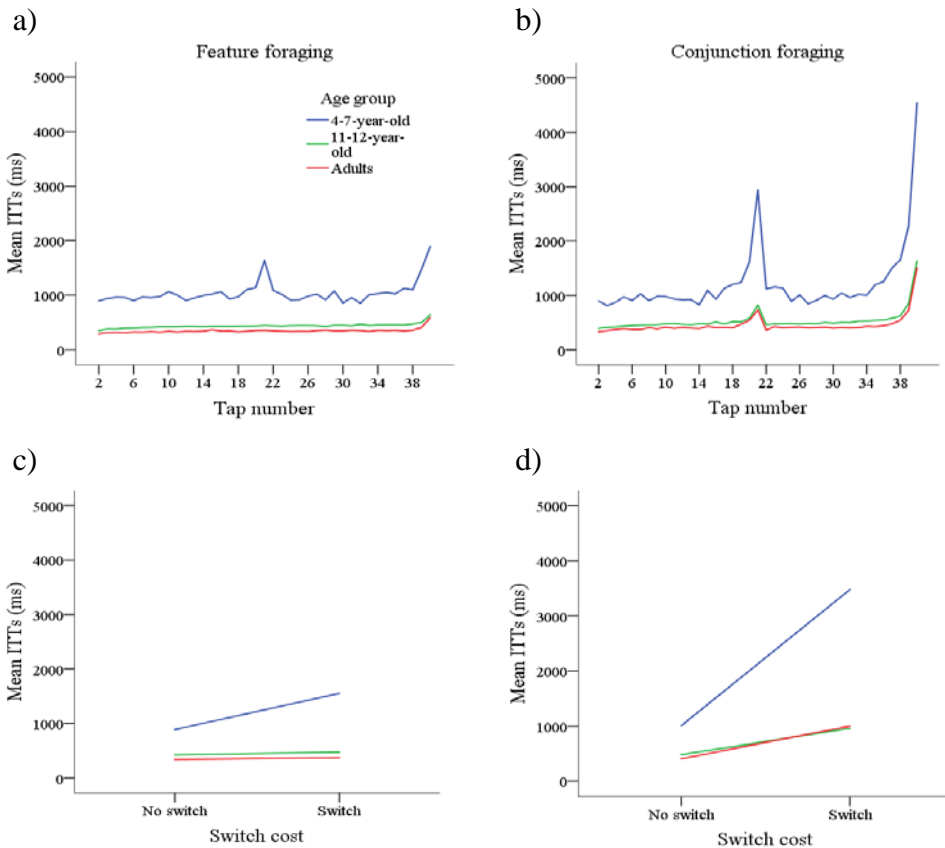 a)
Feature foraging
5000
4000
3000
2000
1000
0
Mean ITTs (ms)
Age group
4-7-year-old
11-12-year-
old
Adults
2 6 10 14 18 22 26 30 34 38
Tap number
b)
Conjunction foraging
5000
4000
3000
2000
1000
0
Mean ITTs (ms)
2 6 10 14 18 22 26 30 34 38
Tap number
c)
5000
4000
3000
2000
1000
0
Mean ITTs (ms)
No switch Switch
Switch cost
d)
5000
4000
3000
2000
1000
0
Mean ITTs (ms)
No switch Switch
Switch cost